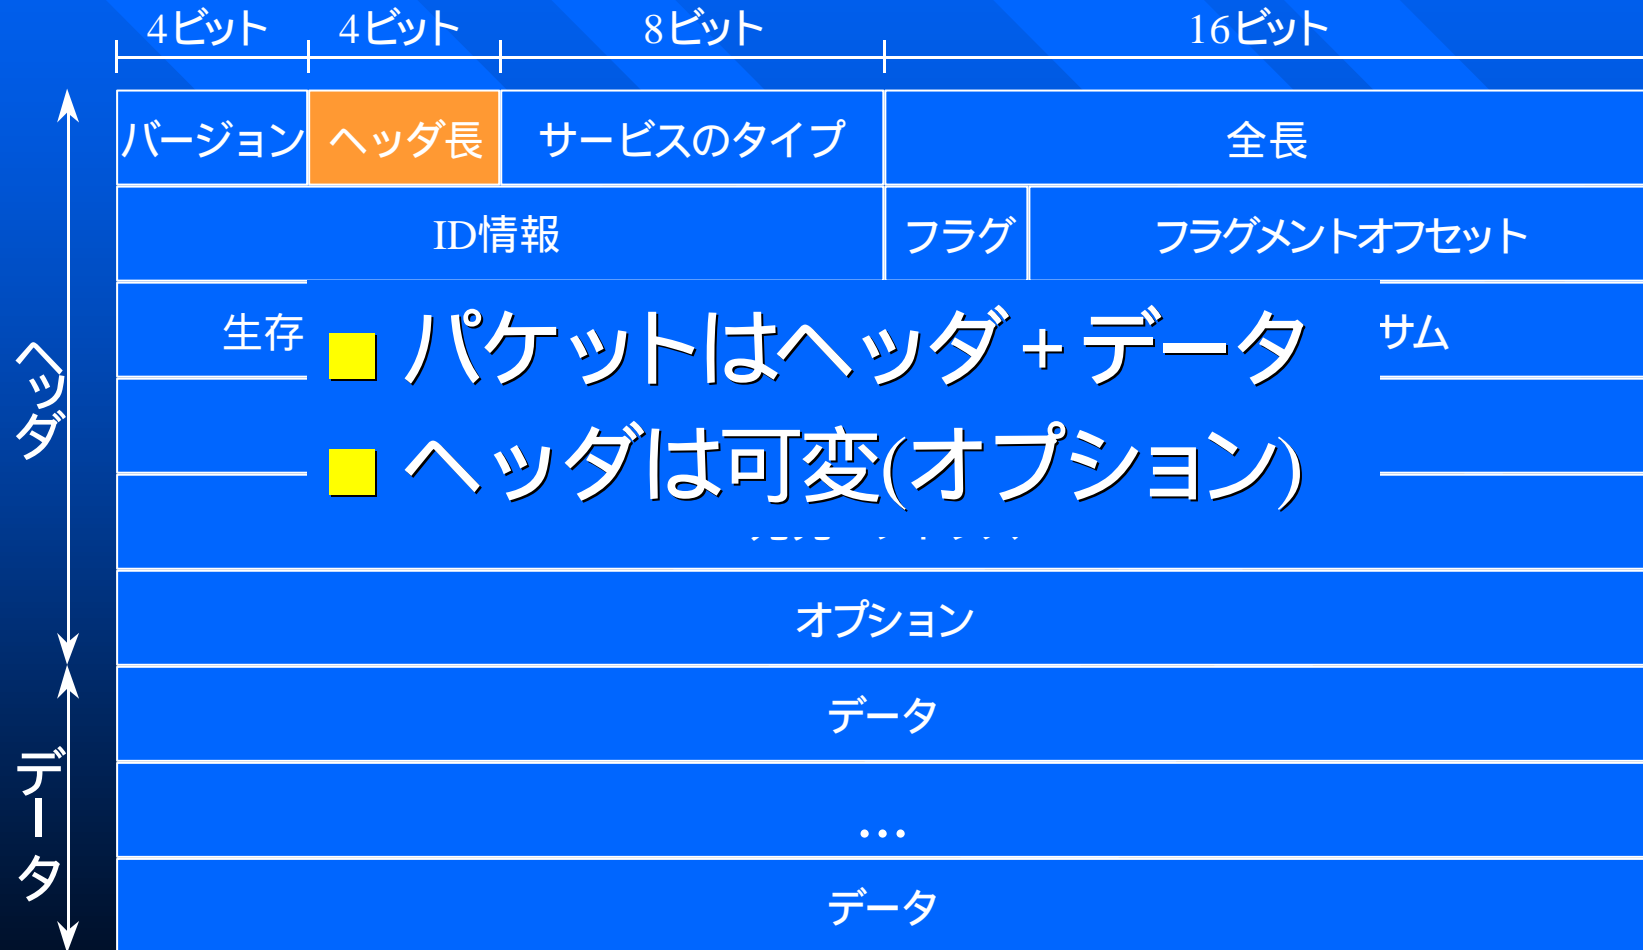 4ビット 4ビット 8ビット 16ビット
バージョン ヘッダ長 サービスのタイプ 全長
ID情報 フラグ フラグメントオフセット
生存 サム
■ パケットはヘッダ+データ
■ ヘッダは可変(オプション)
オプション
データ
…
データ
ヘッダ
データ